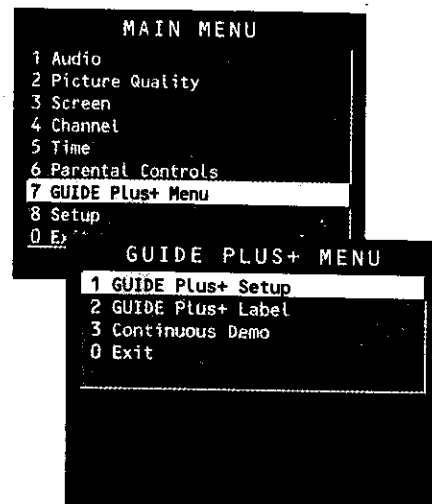 MAIN MENU
1 Audio
2 Picture Quality
3 Screen
4 Channel
5 Time
6 Parental Controls
7 GUIDE Plus+ Menu
8 Setup
0
GUIDE PLUS+ MENU
1 GUIDE Plus+ Setup
2 GUIDE Plus+ Label
3 Continuous Demo
0 Exit